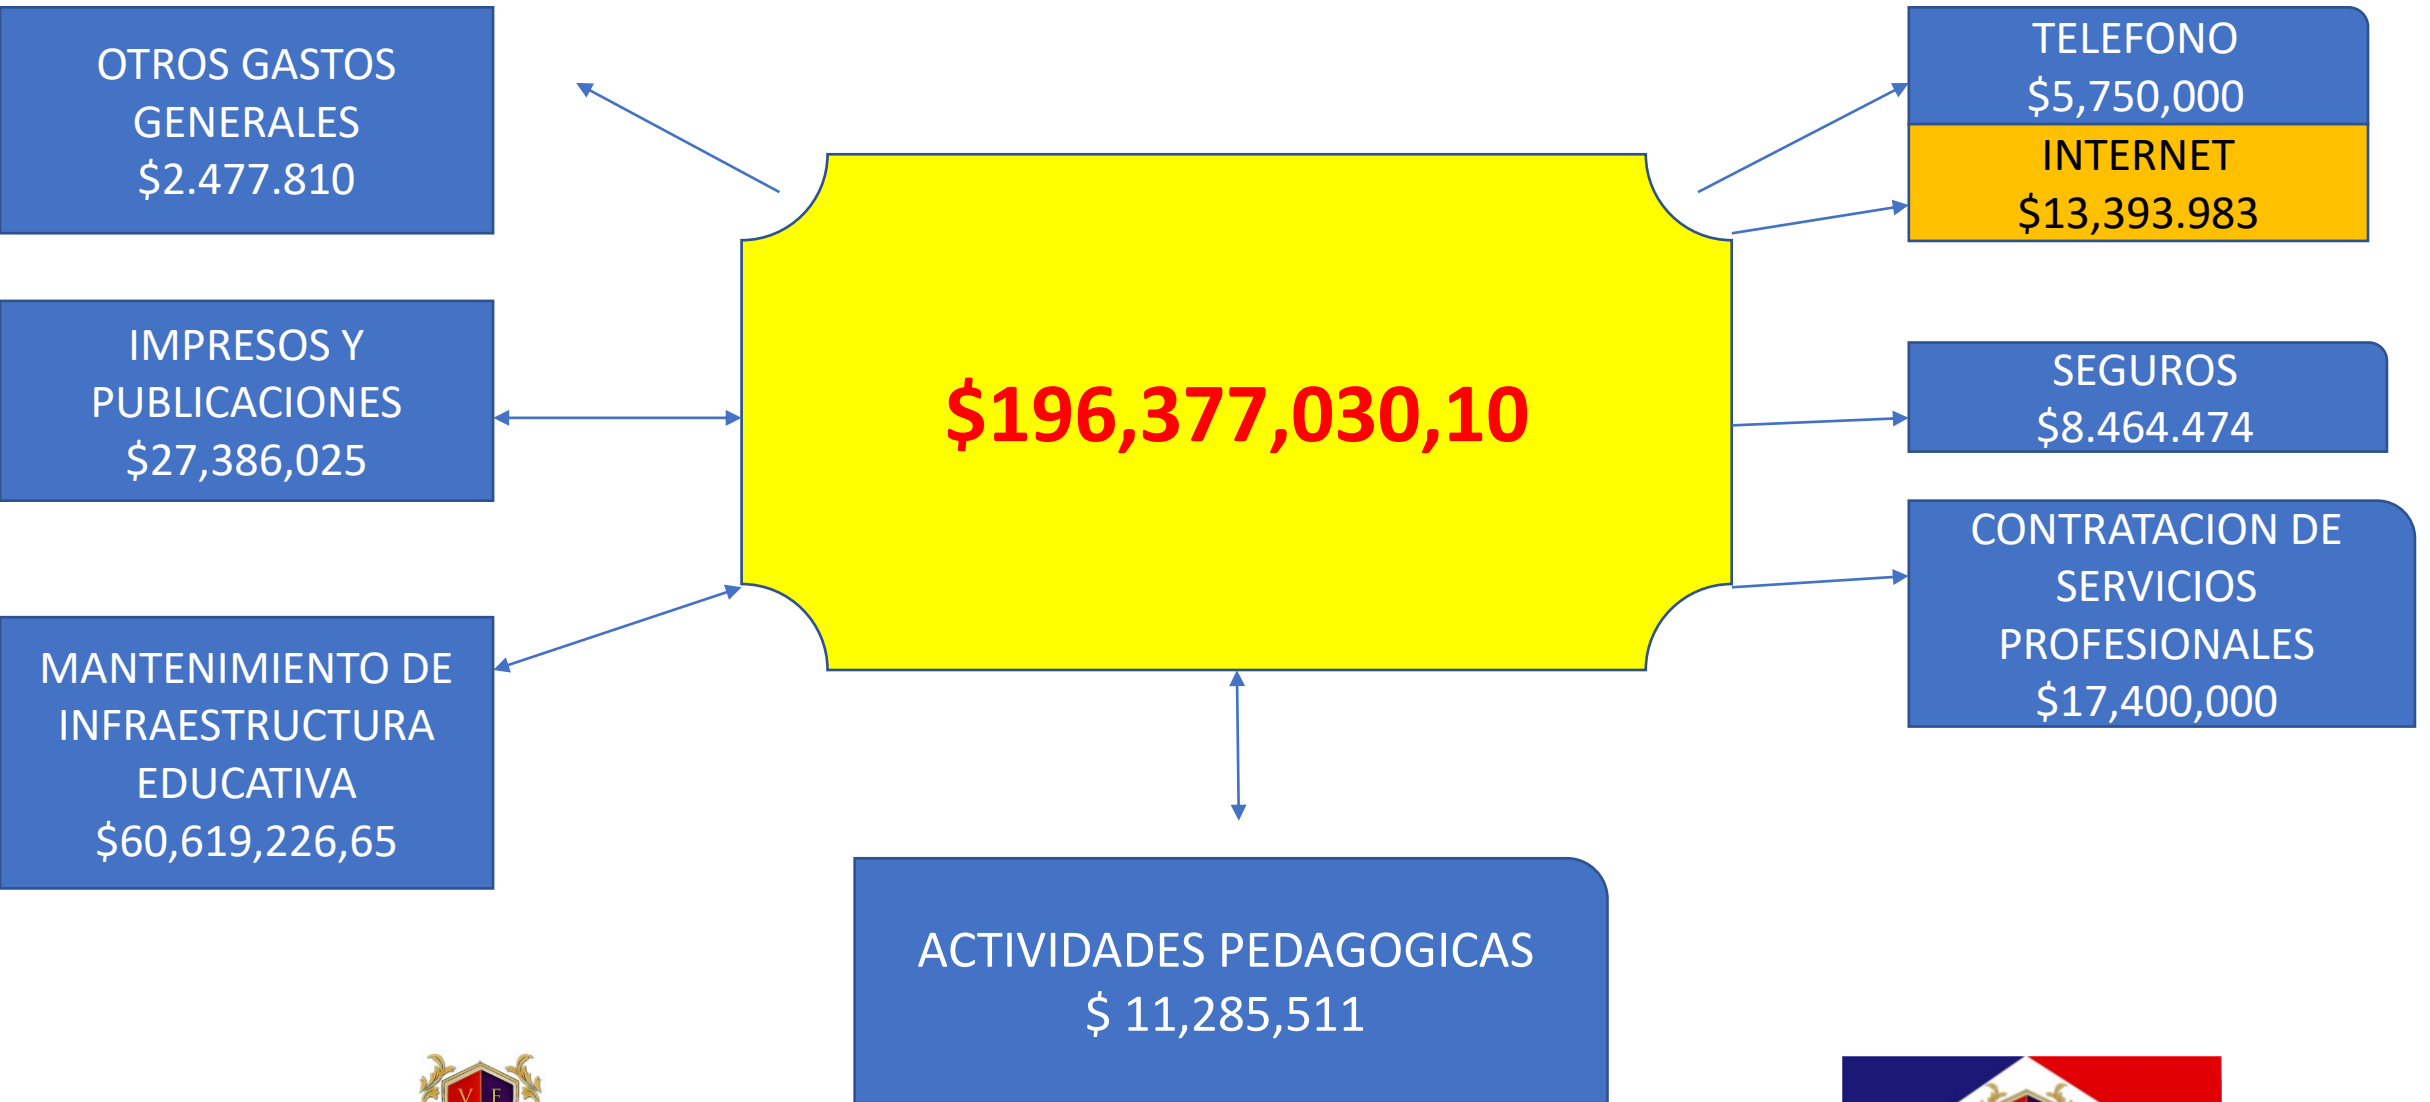 OTROS GASTOS
GENERALES
$2.477.810
IMPRESOS Y
PUBLICACIONES
$27,386,025
MANTENIMIENTO DE
INFRAESTRUCTURA
EDUCATIVA
$60,619,226,65
$196,377,030,10
ACTIVIDADES PEDAGOGICAS
$ 11,285,511
TELEFONO
$5,750,000
INTERNET
$13,393.983
SEGUROS
$8.464.474
CONTRATACION DE
SERVICIOS
PROFESIONALES
$17,400,000